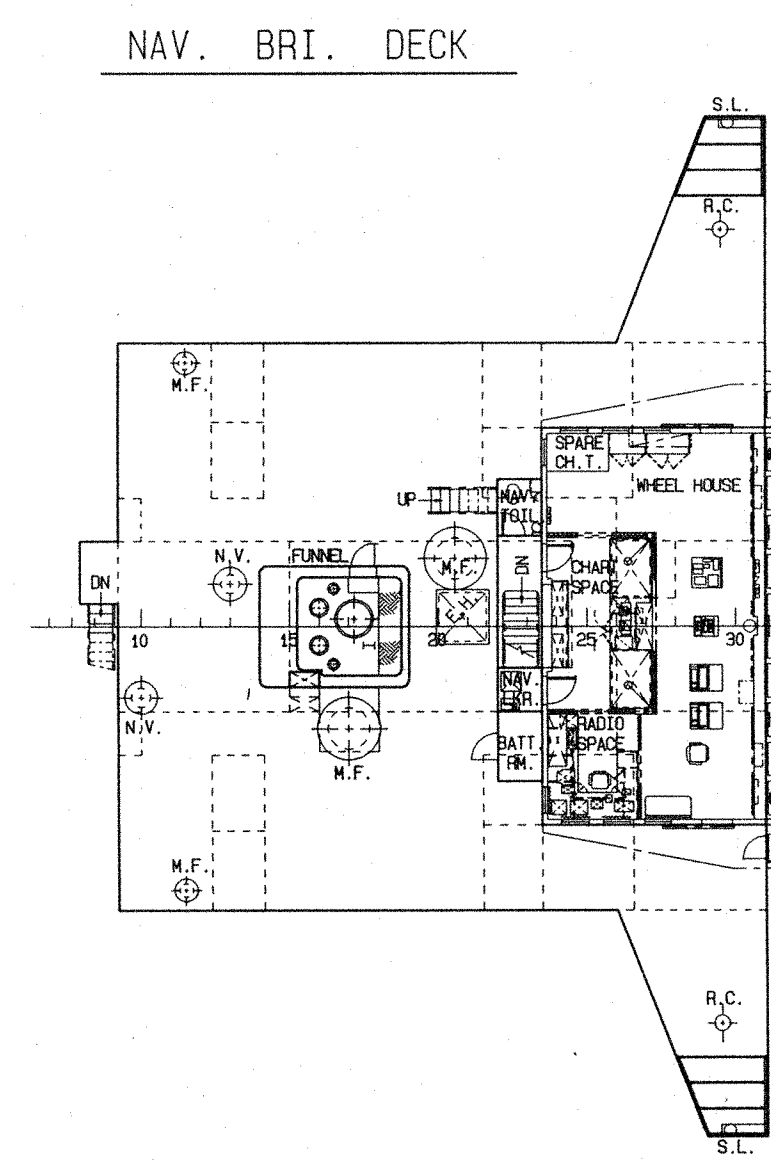 NAV. BRI. DECK
S.L.
R.C.
M.F.
SPARE
CH.T.
WHEEL HOUSE
UP
NAV.
TOIL
N.V.
FUNNEL
M.F.
DN
CHART
SPACE
DN
E.H.
10
15
20
25
30
NAV.
N.V.
RADIO
SPACE
BATT.
RM.
M.F.
M.F.
R.C.
S.L.